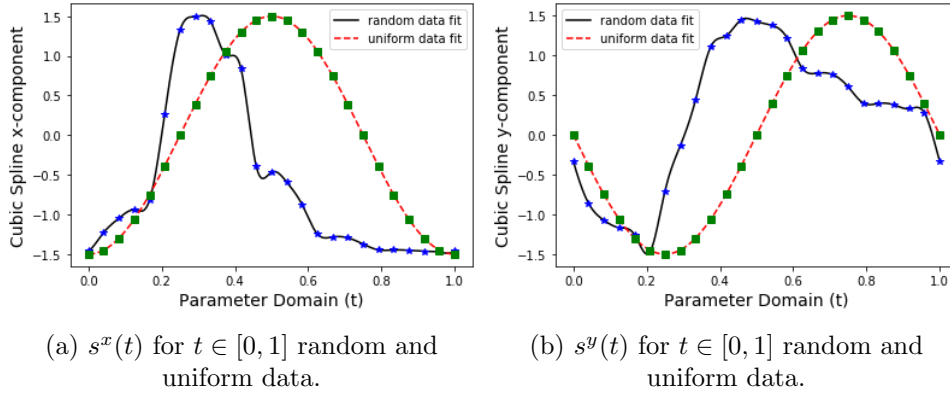 random data fit
uniform data fit
1.5
1.0
0.5
0.0
−0.5
−1.0
−1.5
Cubic Spline x-component
0.0 0.2 0.4 0.6 0.8 1.0
Parameter Domain (t)
(a) s^x(t) for t ∈ [0, 1] random and
uniform data.
random data fit
uniform data fit
1.5
1.0
0.5
0.0
−0.5
−1.0
−1.5
Cubic Spline y-component
0.0 0.2 0.4 0.6 0.8 1.0
Parameter Domain (t)
(b) s^y(t) for t ∈ [0, 1] random and
uniform data.